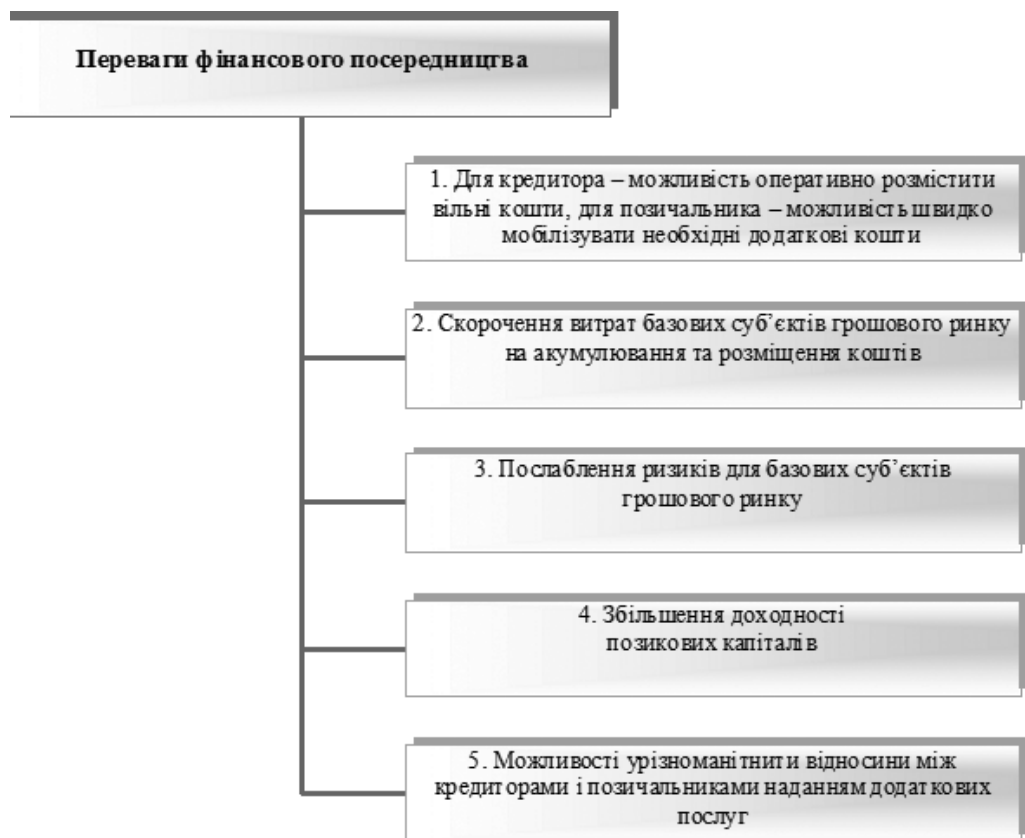 Переваги фінансового посередництва
1. Для кредитора – можливість оперативно розмістити
вільні кошти, для позичальника – можливість швидко
мобілізувати необхідні додаткові кошти
2. Скорочення витрат базових суб’єктів грошового ринку
на акумулювання та розміщення коштів
3. Послаблення ризиків для базових суб’єктів
грошового ринку
4. Збільшення доходності
позикових капіталів
5. Можливості урізноманітнити відносини між
кредиторами і позичальниками наданням додаткових
послуг